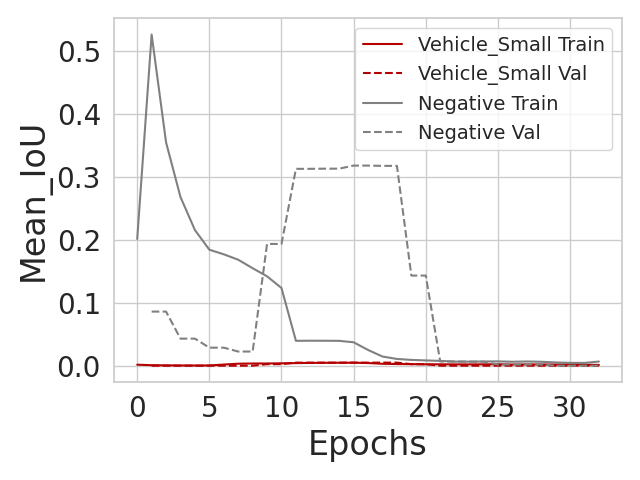 Vehicle_Small Train
Vehicle_Small Val
Negative Train
Negative Val
Mean_IoU
0.5
0.4
0.3
0.2
0.1
0.0
0 5 10 15 20 25 30
Epochs